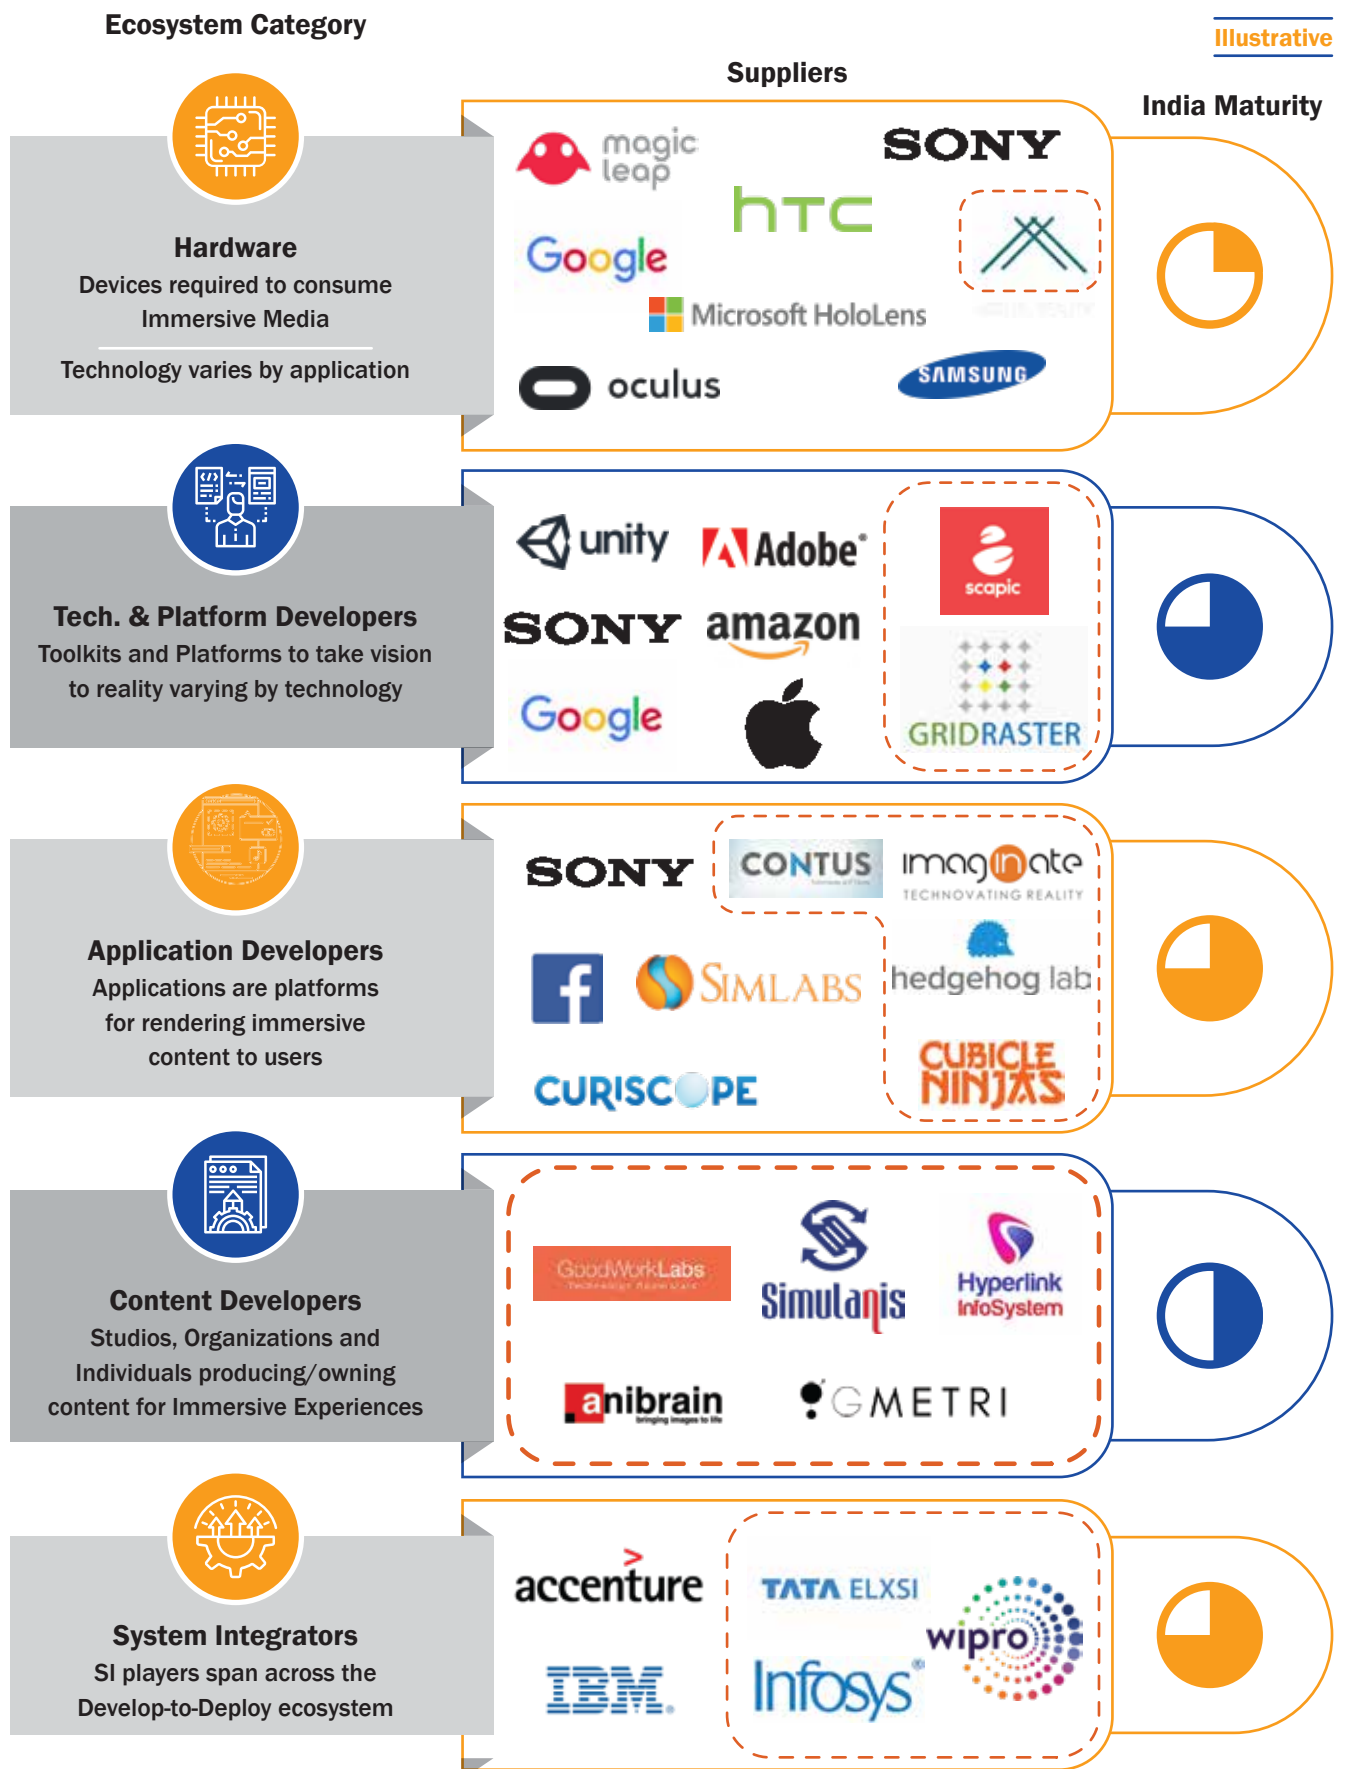 Ecosystem Category
Illustrative
Suppliers
India Maturity
Hardware
Devices required to consume
Immersive Media
Technology varies by application
magic
leap
SONY
hTC
Google
Microsoft HoloLens
oculus
SAMSUNG
Tech. & Platform Developers
Toolkits and Platforms to take vision
to reality varying by technology
unity
Adobe
scapic
SONY
amazon
Google
GRIDRASTER
Application Developers
Applications are platforms
for rendering immersive
content to users
SONY
CONTUS
imaginate
TECHNOVATING REALITY
hedgehog lab
SIMLABS
CURISCOPE
CUBICLE
NINJAS
Content Developers
Studios, Organizations and
Individuals producing/owning
content for Immersive Experiences
GoodWorkLabs
Simulanis
Hyperlink
InfoSystem
anibrain
bringing images to life
GMETRI
System Integrators
SI players span across the
Develop-to-Deploy ecosystem
accenture
TATA ELXSI
wipro
IBM
Infosys